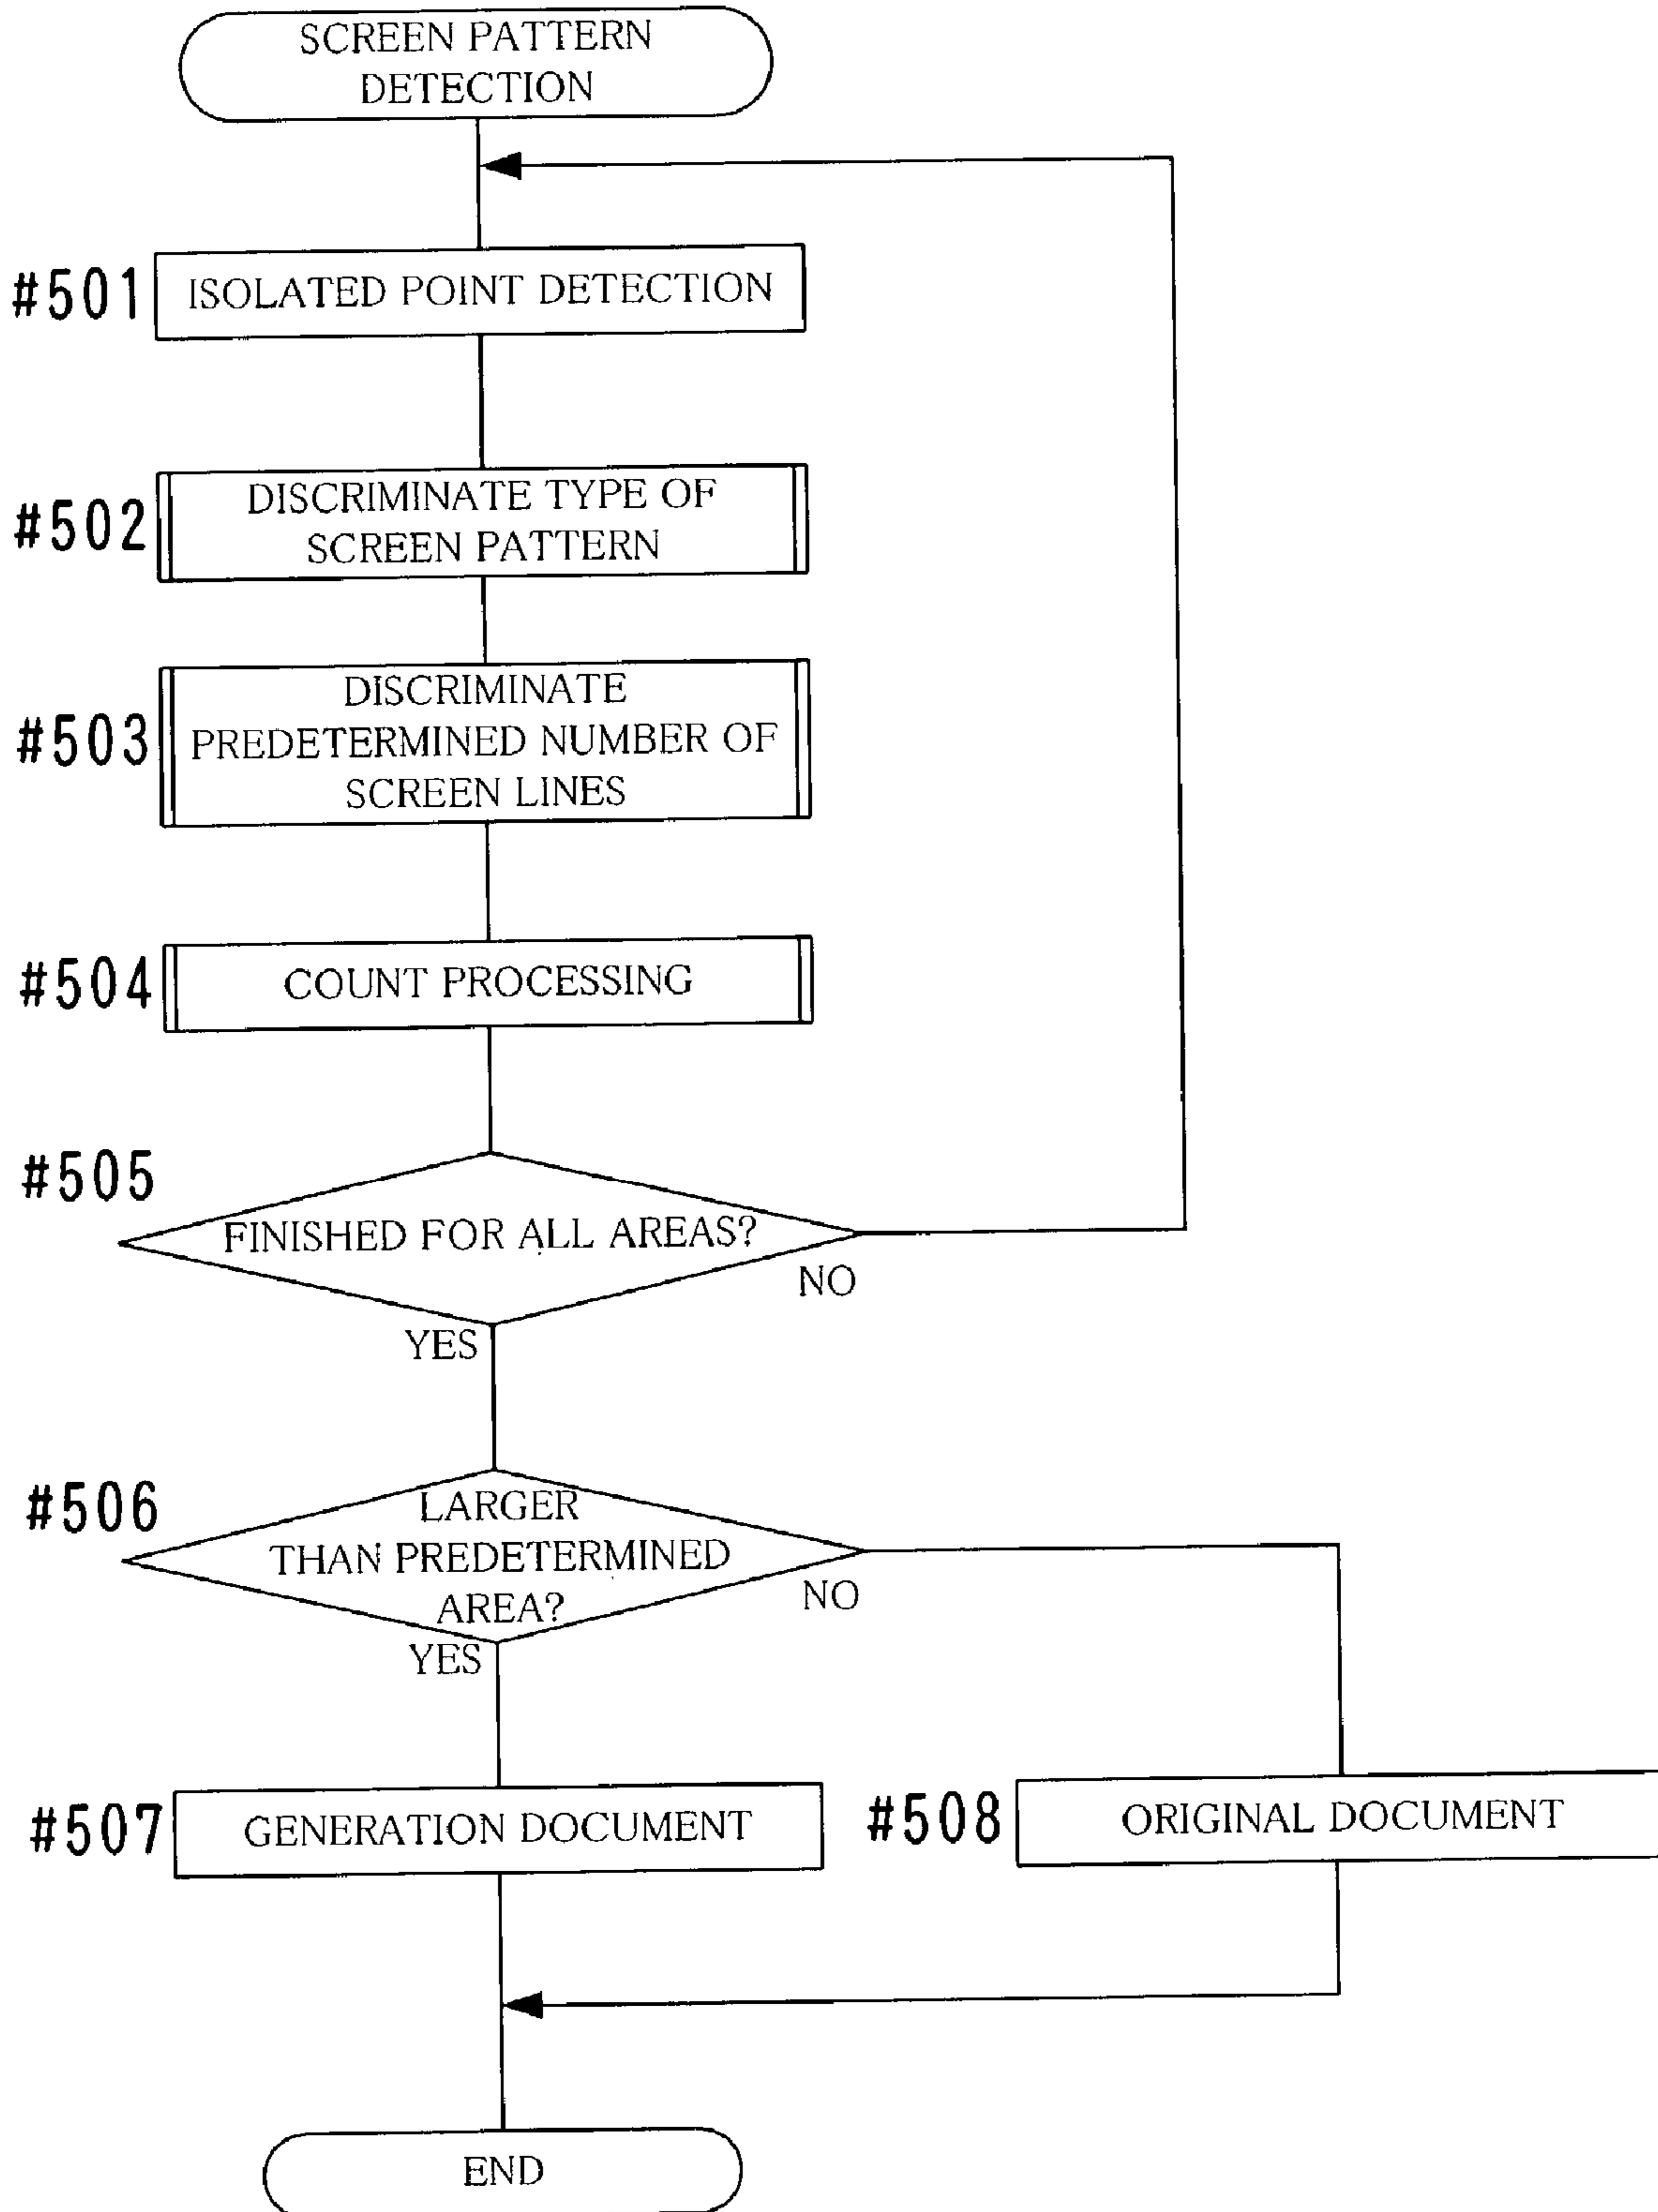 SCREEN PATTERN
DETECTION
#501
ISOLATED POINT DETECTION
#502
DISCRIMINATE TYPE OF
SCREEN PATTERN
#503
DISCRIMINATE
PREDETERMINED NUMBER OF
SCREEN LINES
#504
COUNT PROCESSING
#505
FINISHED FOR ALL AREAS?
NO
YES
#506
LARGER
THAN PREDETERMINED
AREA?
NO
YES
#507
GENERATION DOCUMENT
#508
ORIGINAL DOCUMENT
END